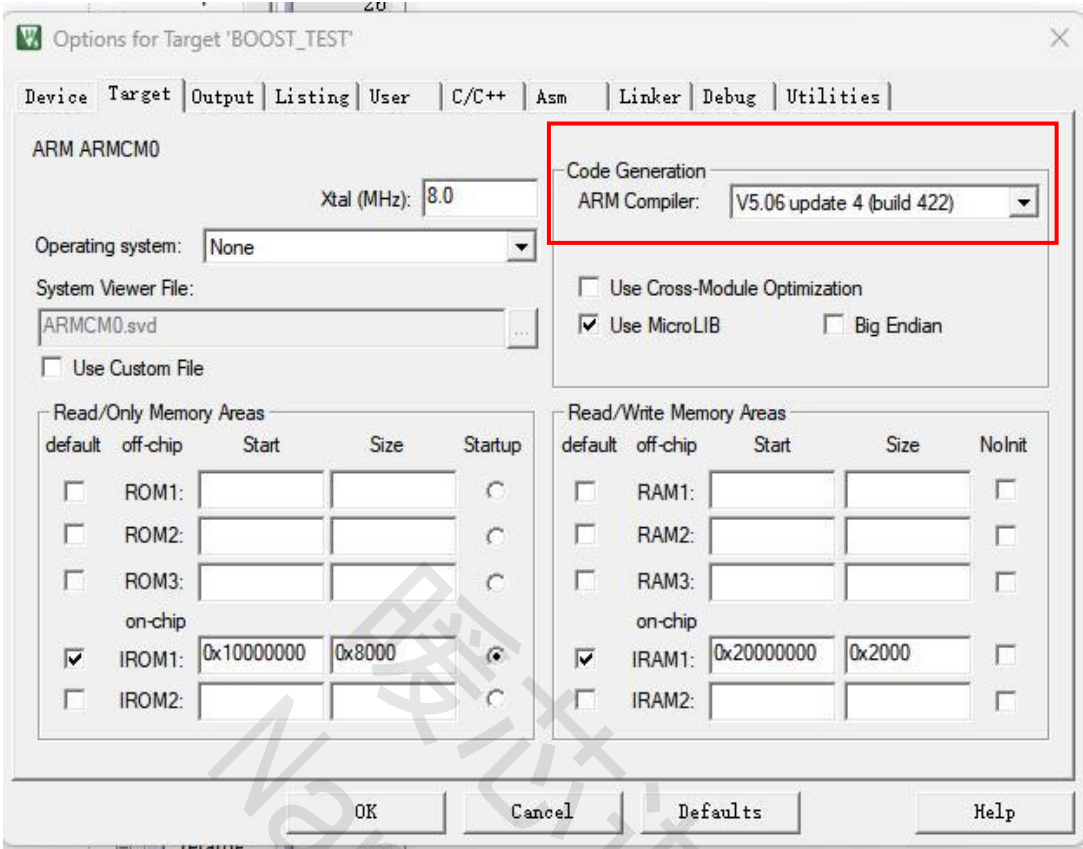 Options for Target 'BOOST_TEST'
Device Target Output Listing User C/C++ Asm Linker Debug Utilities
ARM ARMCM0
Xtal (MHz): 8.0
Operating system: None
System Viewer File:
ARMCM0.svd ...
Use Custom File
Code Generation
ARM Compiler: V5.06 update 4 (build 422)
Use Cross-Module Optimization
Use MicroLIB Big Endian
Read/Only Memory Areas
default off-chip Start Size Startup
ROM1:
ROM2:
ROM3:
on-chip
IROM1: 0x10000000 0x8000
IROM2:
Read/Write Memory Areas
default off-chip Start Size NoInit
RAM1:
RAM2:
RAM3:
on-chip
IRAM1: 0x20000000 0x2000
IRAM2:
OK Cancel Defaults Help
暖芯
Nan